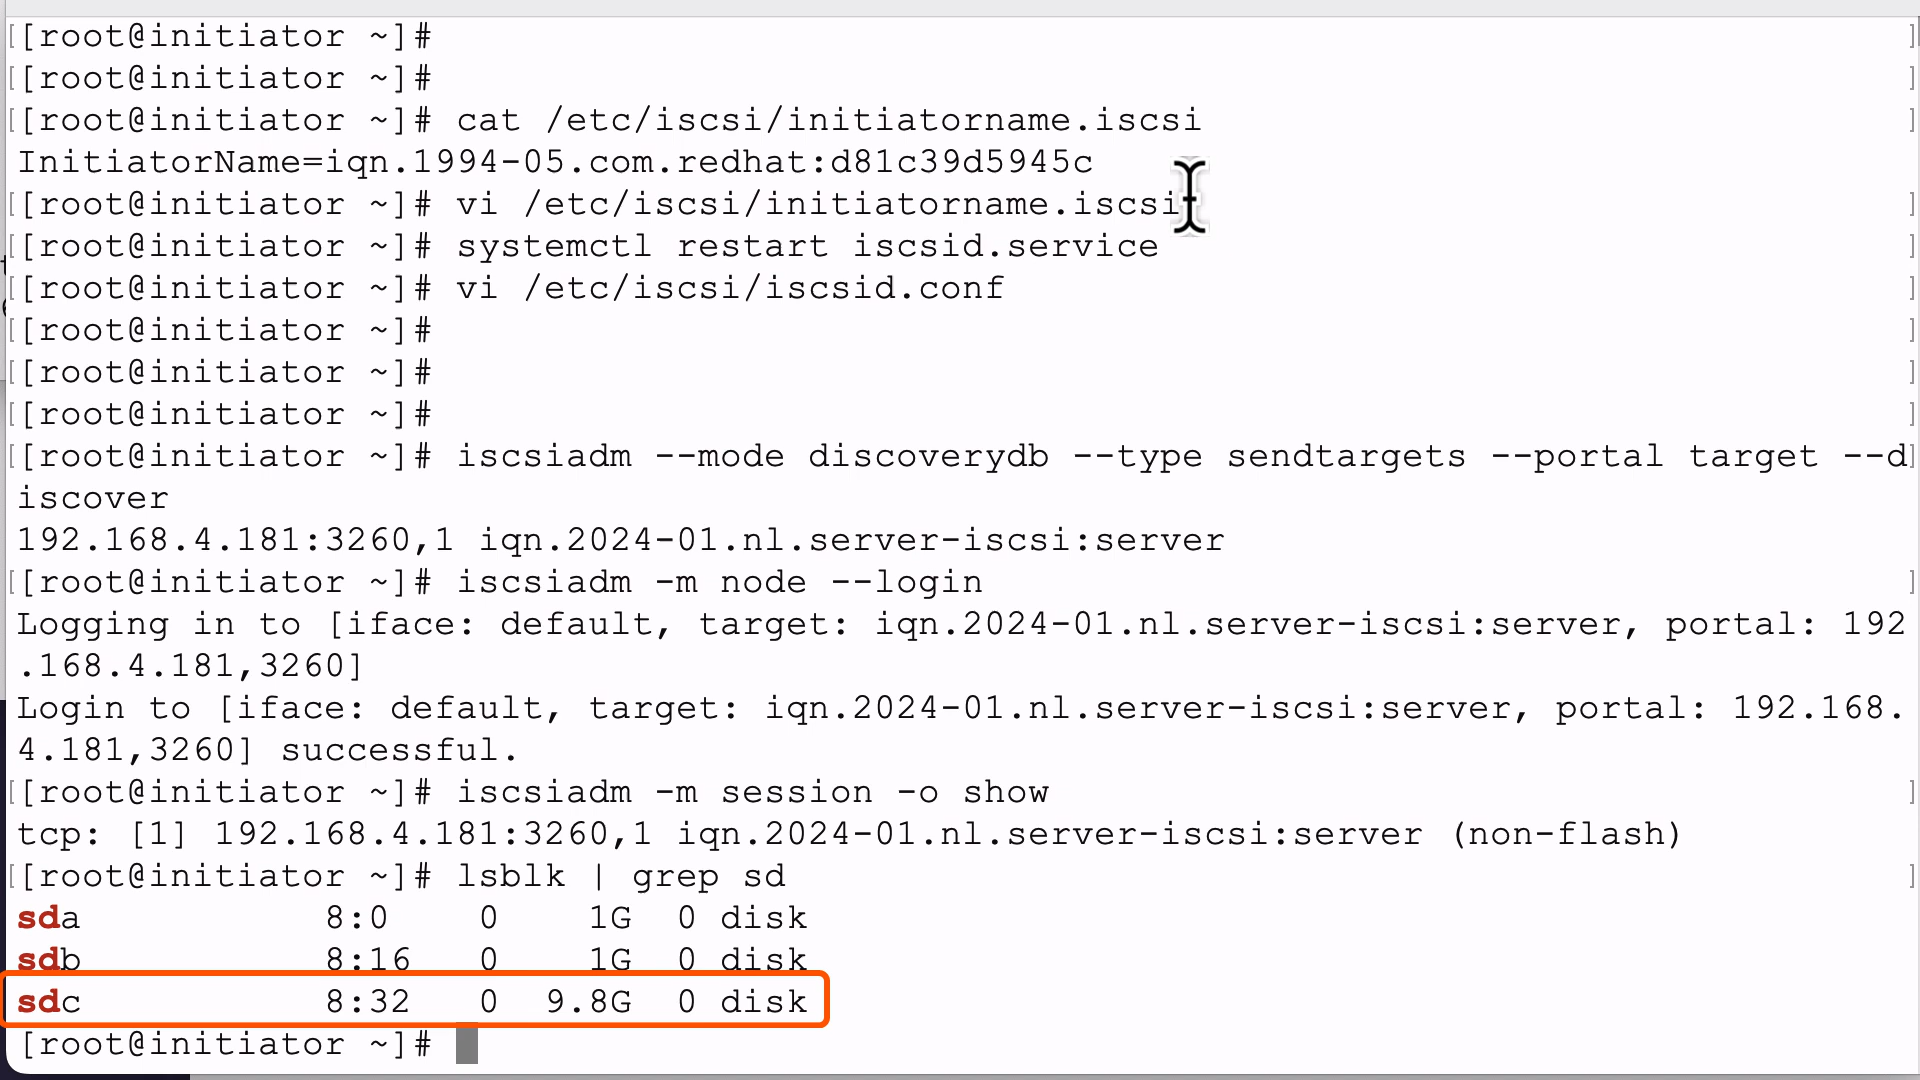 [[root@initiator ~]# ]
[[root@initiator ~]# ]
[[root@initiator ~]# cat /etc/iscsi/initiatorname.iscsi ]
InitiatorName=iqn.1994-05.com.redhat:d81c39d5945c
[[root@initiator ~]# vi /etc/iscsi/initiatorname.iscsi ]
[[root@initiator ~]# systemctl restart iscsid.service ]
[[root@initiator ~]# vi /etc/iscsi/iscsid.conf ]
[[root@initiator ~]# ]
[[root@initiator ~]# ]
[[root@initiator ~]# ]
[[root@initiator ~]# iscsiadm --mode discoverydb --type sendtargets --portal target --d]
iscover
192.168.4.181:3260,1 iqn.2024-01.nl.server-iscsi:server
[[root@initiator ~]# iscsiadm -m node --login ]
Logging in to [iface: default, target: iqn.2024-01.nl.server-iscsi:server, portal: 192
.168.4.181,3260]
Login to [iface: default, target: iqn.2024-01.nl.server-iscsi:server, portal: 192.168.
4.181,3260] successful.
[[root@initiator ~]# iscsiadm -m session -o show ]
tcp: [1] 192.168.4.181:3260,1 iqn.2024-01.nl.server-iscsi:server (non-flash)
[[root@initiator ~]# lsblk | grep sd ]
sda 8:0 0 1G 0 disk
sdb 8:16 0 1G 0 disk
sdc 8:32 0 9.8G 0 disk
[root@initiator ~]#